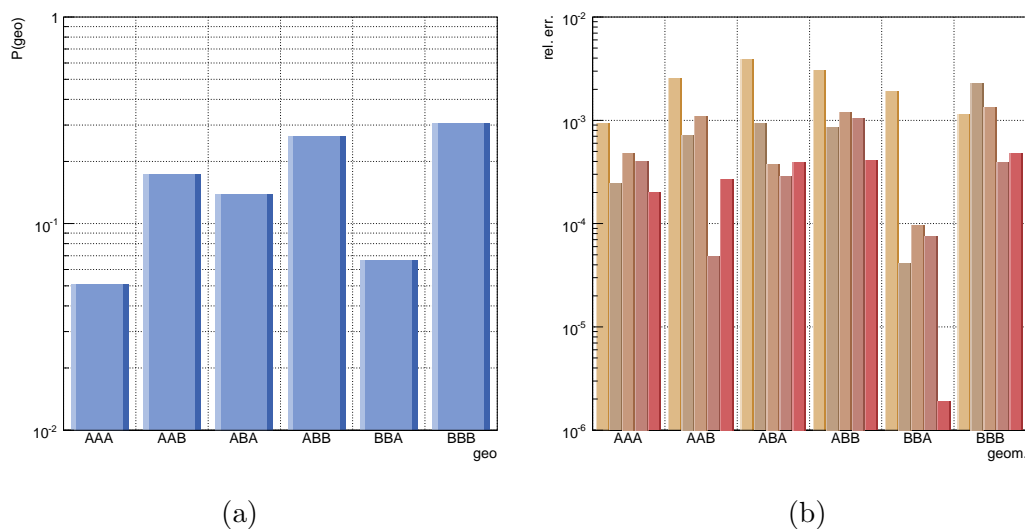 P(geo)
1
10⁻¹
10⁻²
AAA AAB ABA ABB BBA BBB
geo
(a)
rel. err.
10⁻²
10⁻³
10⁻⁴
10⁻⁵
10⁻⁶
AAA AAB ABA ABB BBA BBB
geom.
(b)